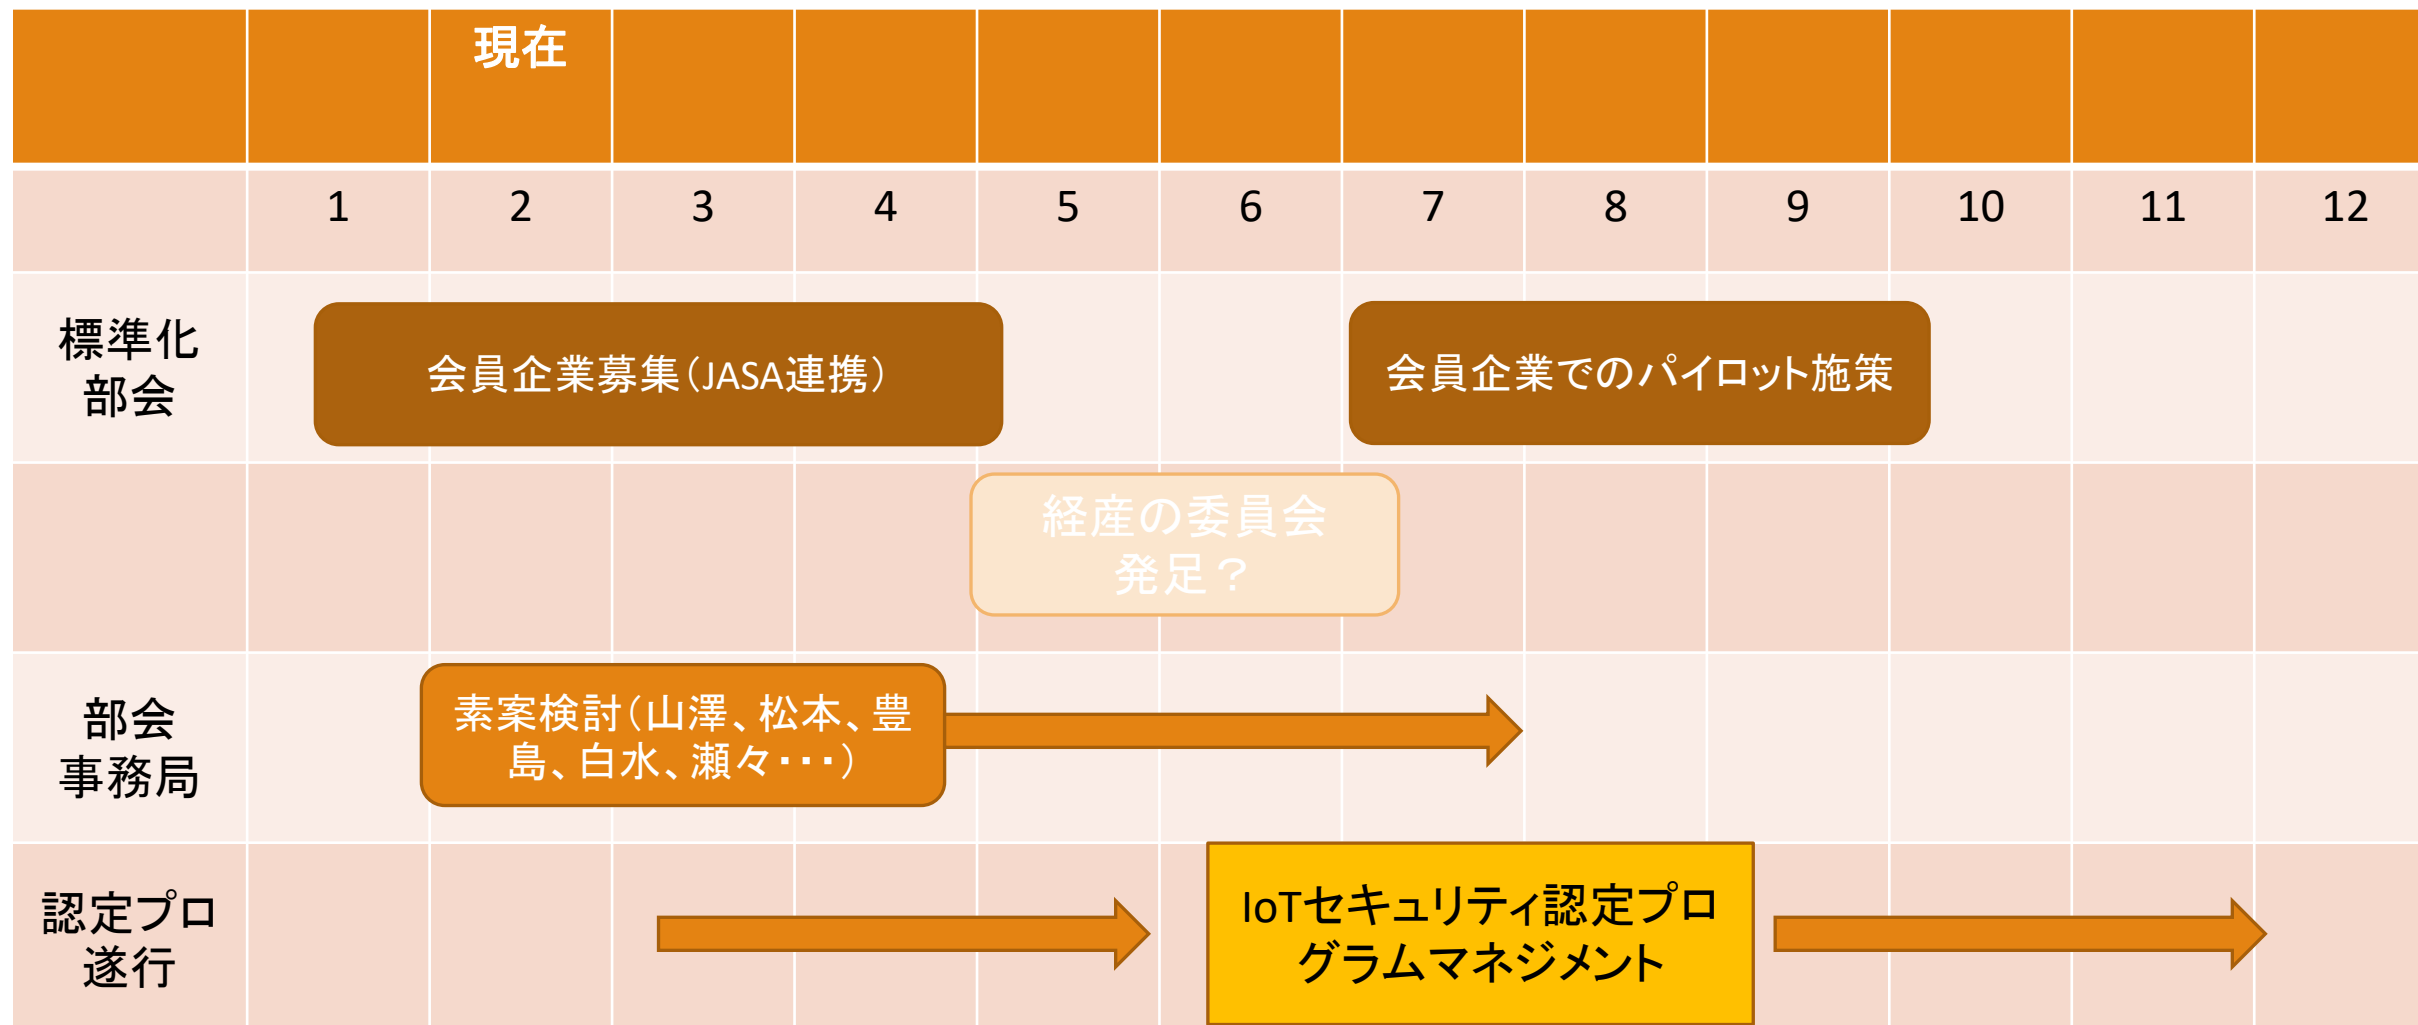 現在
1 2 3 4 5 6 7 8 9 10 11 12
標準化
部会
会員企業募集(JASA連携)
会員企業でのパイロット施策
経産の委員会
発足？
部会
事務局
素案検討(山澤、松本、豊
島、白水、瀬々・・・)
認定プロ
遂行
IoTセキュリティ認定プロ
グラムマネジメント